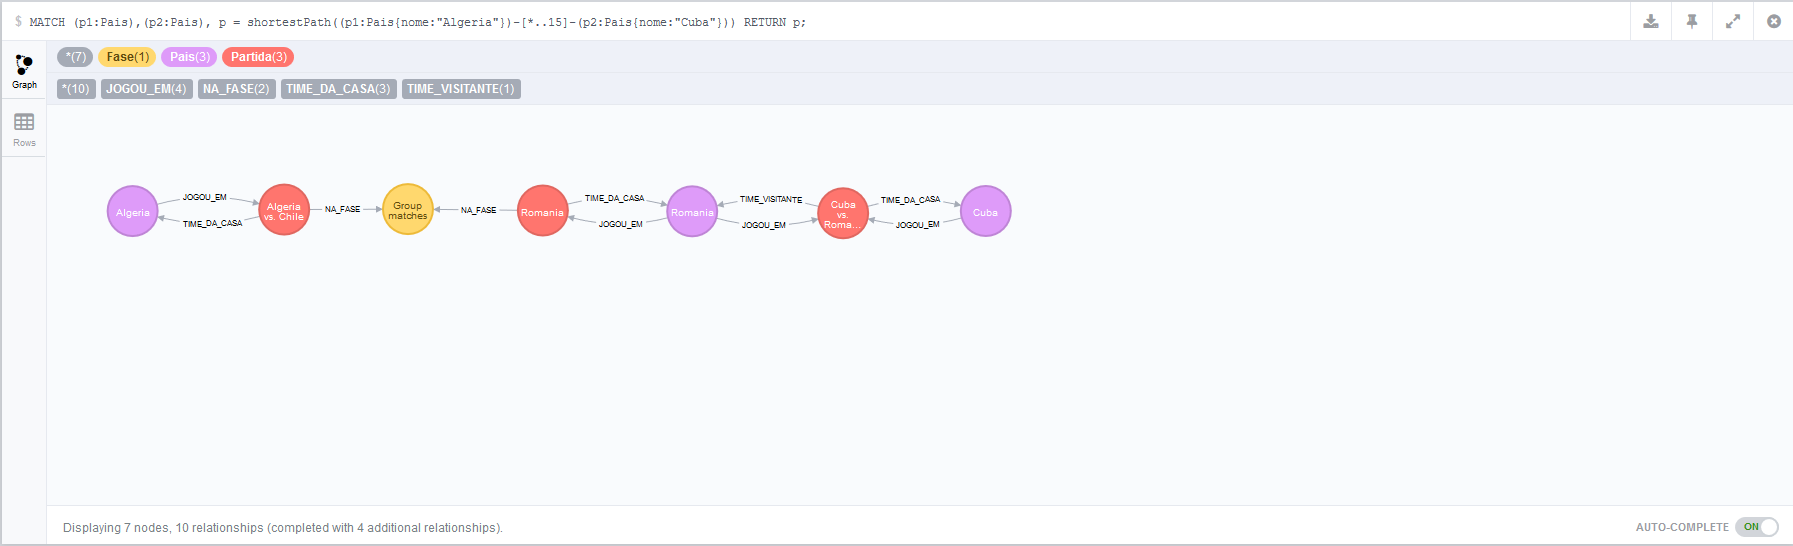 $ MATCH (p1:Pais),(p2:Pais), p = shortestPath((p1:Pais{nome:"Algeria"})-[*..15]-(p2:Pais{nome:"Cuba"})) RETURN p;
Graph
Rows
*(7) Fase(1) Pais(3) Partida(3)
*(10) JOGOU_EM(4) NA_FASE(2) TIME_DA_CASA(3) TIME_VISITANTE(1)
Algeria
JOGOU_EM
TIME_DA_CASA
Algeria
vs. Chile
NA_FASE
Group
matches
NA_FASE
Romania
TIME_DA_CASA
JOGOU_EM
Romania
TIME_VISITANTE
JOGOU_EM
Cuba
vs.
Roma...
TIME_DA_CASA
JOGOU_EM
Cuba
Displaying 7 nodes, 10 relationships (completed with 4 additional relationships).
AUTO-COMPLETE ON